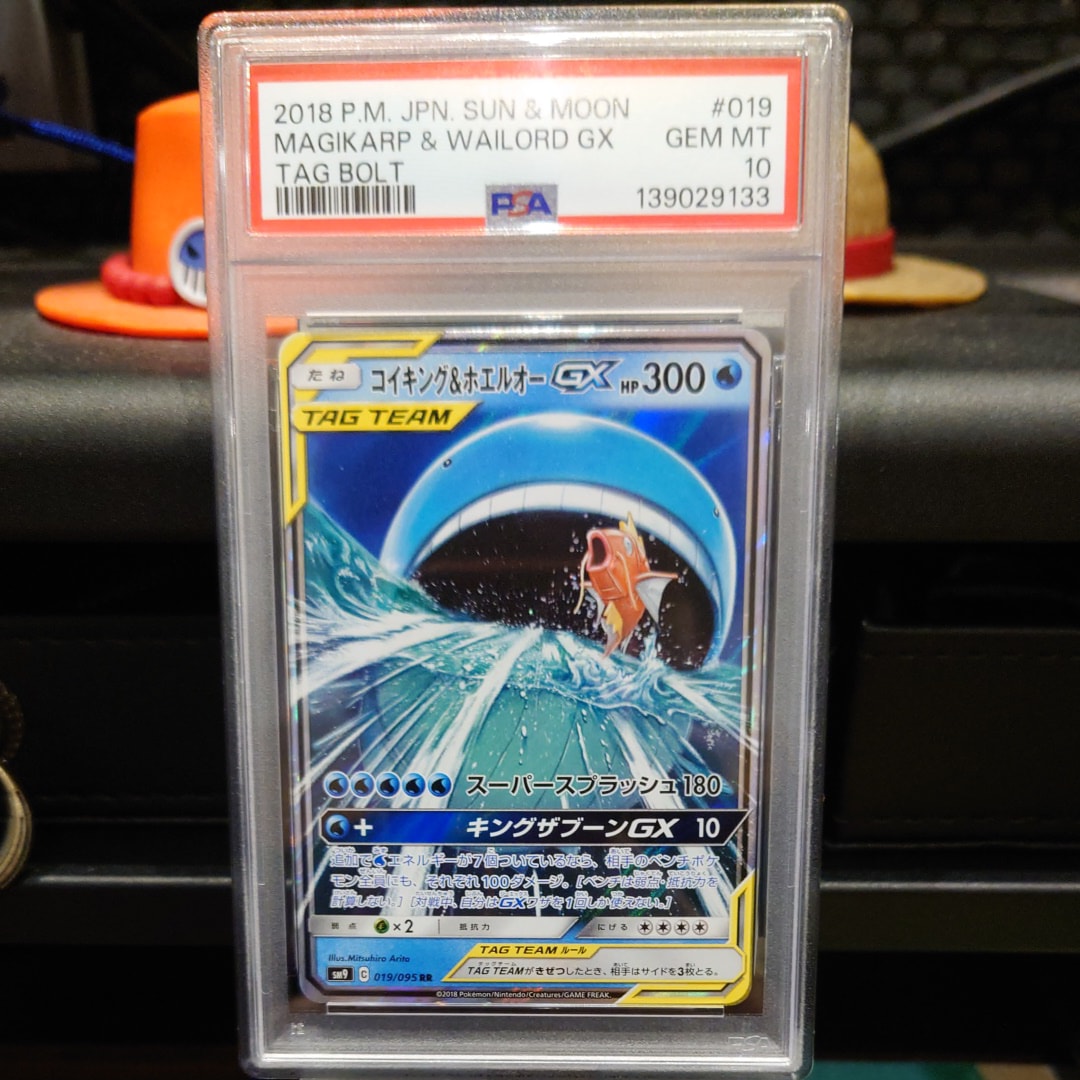 2018 P.M. JPN. SUN & MOON #019
MAGIKARP & WAILORD GX GEM MT
TAG BOLT 10
PSA 139029133
たね コイキング&ホエルオーGX HP 300
TAG TEAM
スーパースプラッシュ 180
+ キングザブーンGX 10
追加でエネルギーが7個ついているなら、相手のベンチポケ
モン全員にも、それぞれ100ダメージ。[ベンチは弱点・抵抗力を
計算しない。] [対戦中、自分はGXワザを1回しか使えない。]
弱点 ×2 抵抗力 にげる
Illus. Mitsuhiro Arita
TAG TEAM ルール
TAG TEAMがきぜつしたとき、相手はサイドを3枚とる。
sm9 C 019/095 RR
©2018 Pokémon/Nintendo/Creatures/GAME FREAK.